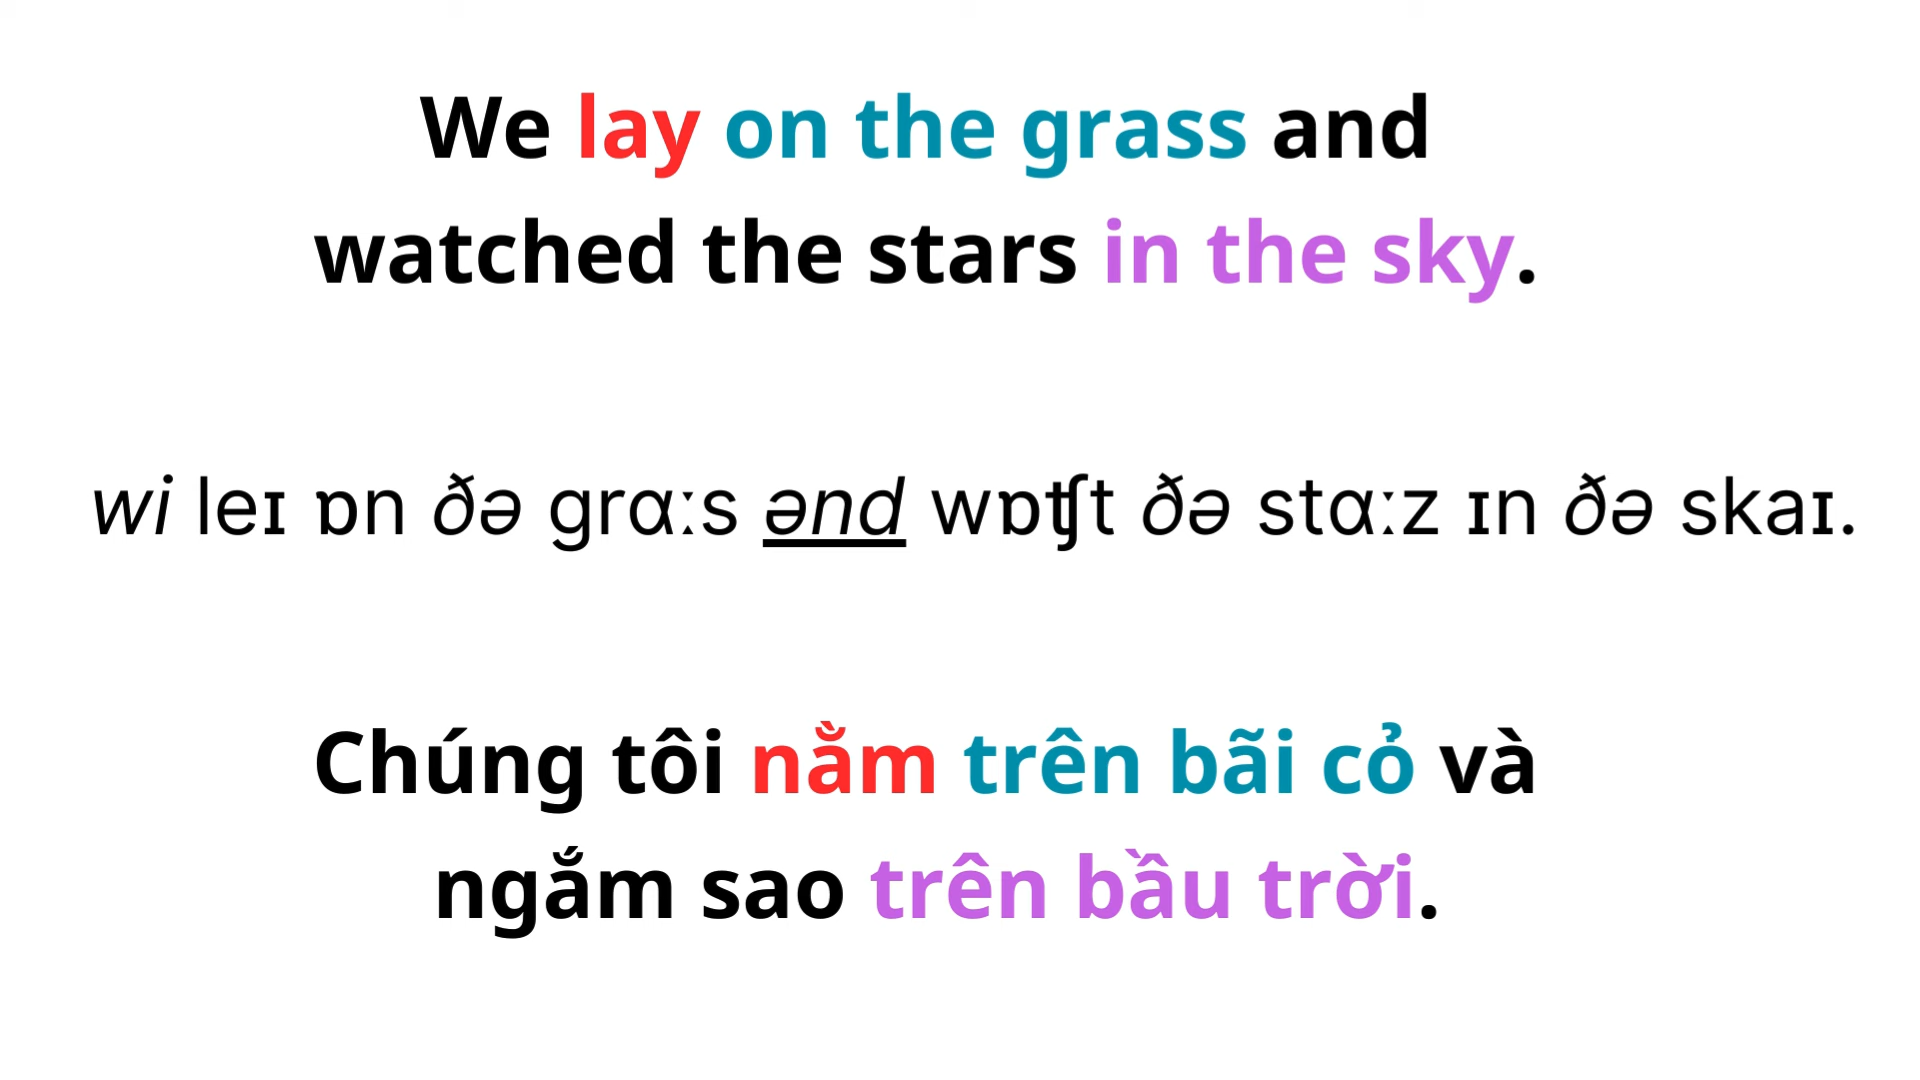 We lay on the grass and
watched the stars in the sky.
wi leɪ ɒn ðə grɑːs ənd wɒʧt ðə stɑːz ɪn ðə skaɪ.
Chúng tôi nằm trên bãi cỏ và
ngắm sao trên bầu trời.